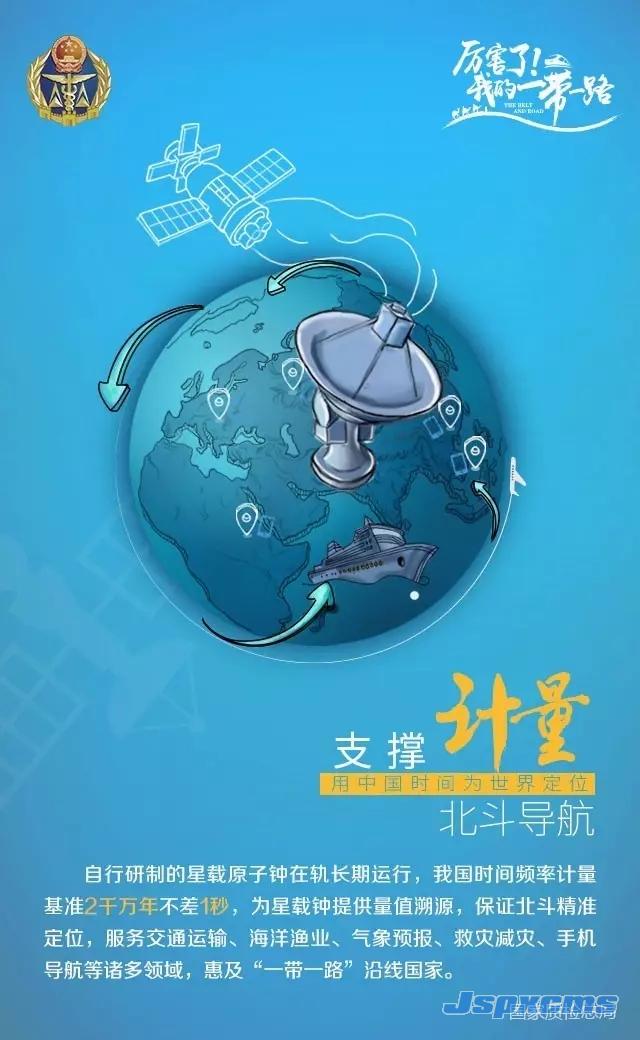 厉害了!
我的一带一路
THE BELT
AND ROAD
支撑计量
用中国时间为世界定位
北斗导航
自行研制的星载原子钟在轨长期运行，我国时间频率计量
基准2千万年不差1秒，为星载钟提供量值溯源，保证北斗精准
定位，服务交通运输、海洋渔业、气象预报、救灾减灾、手机
导航等诸多领域，惠及“一带一路”沿线国家。
国家质检总局
Jspxcms